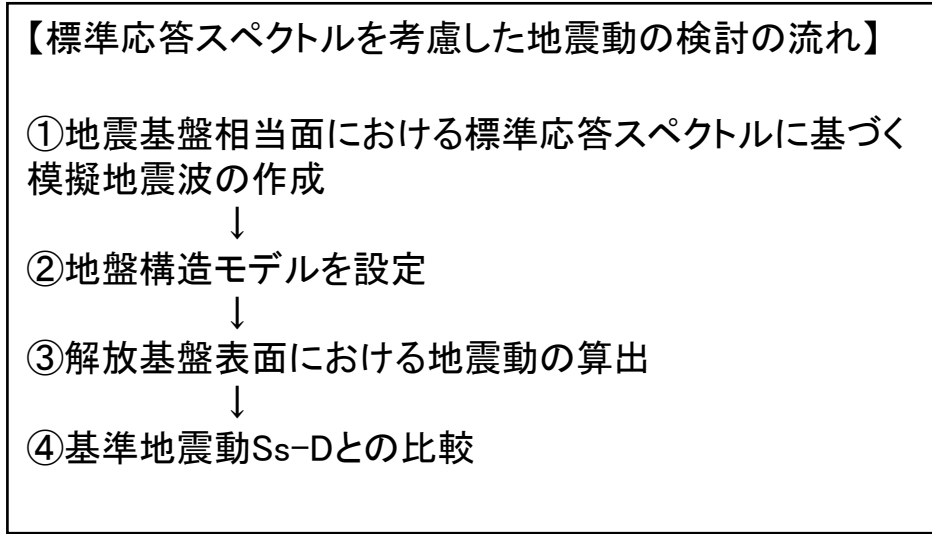 【標準応答スペクトルを考慮した地震動の検討の流れ】
①地震基盤相当面における標準応答スペクトルに基づく
模擬地震波の作成
↓
②地盤構造モデルを設定
↓
③解放基盤表面における地震動の算出
↓
④基準地震動Ss-Dとの比較